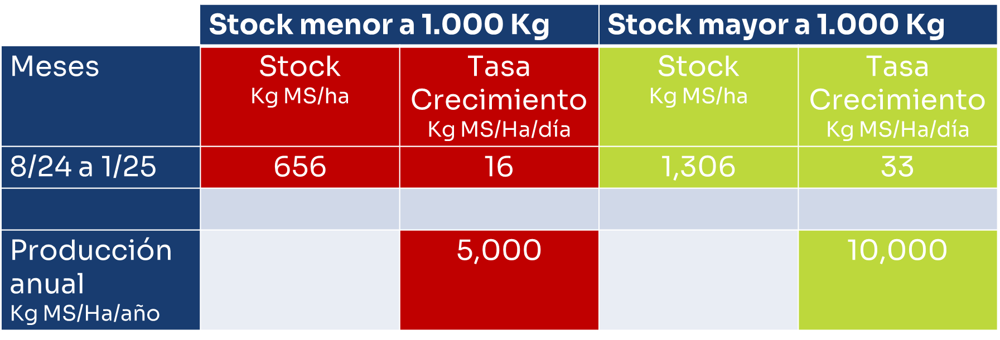 Stock menor a 1.000 Kg Stock mayor a 1.000 Kg
Meses Stock Tasa Stock Tasa
Kg MS/ha Crecimiento Kg MS/ha Crecimiento
Kg MS/Ha/día Kg MS/Ha/día
8/24 a 1/25 656 16 1,306 33
Producción 5,000 10,000
anual
Kg MS/Ha/año